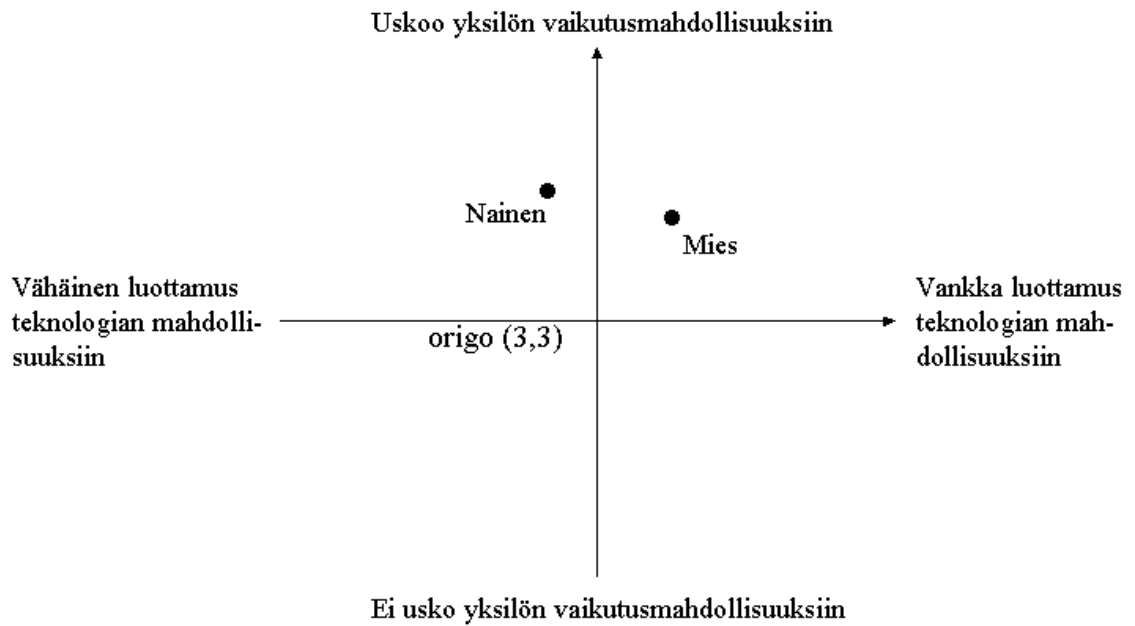 Uskoo yksilön vaikutusmahdollisuuksiin
Nainen
Mies
Vähäinen luottamus
teknologian mahdolli-
suuksiin
origo (3,3)
Vankka luottamus
teknologian mah-
dollisuuksiin
Ei usko yksilön vaikutusmahdollisuuksiin